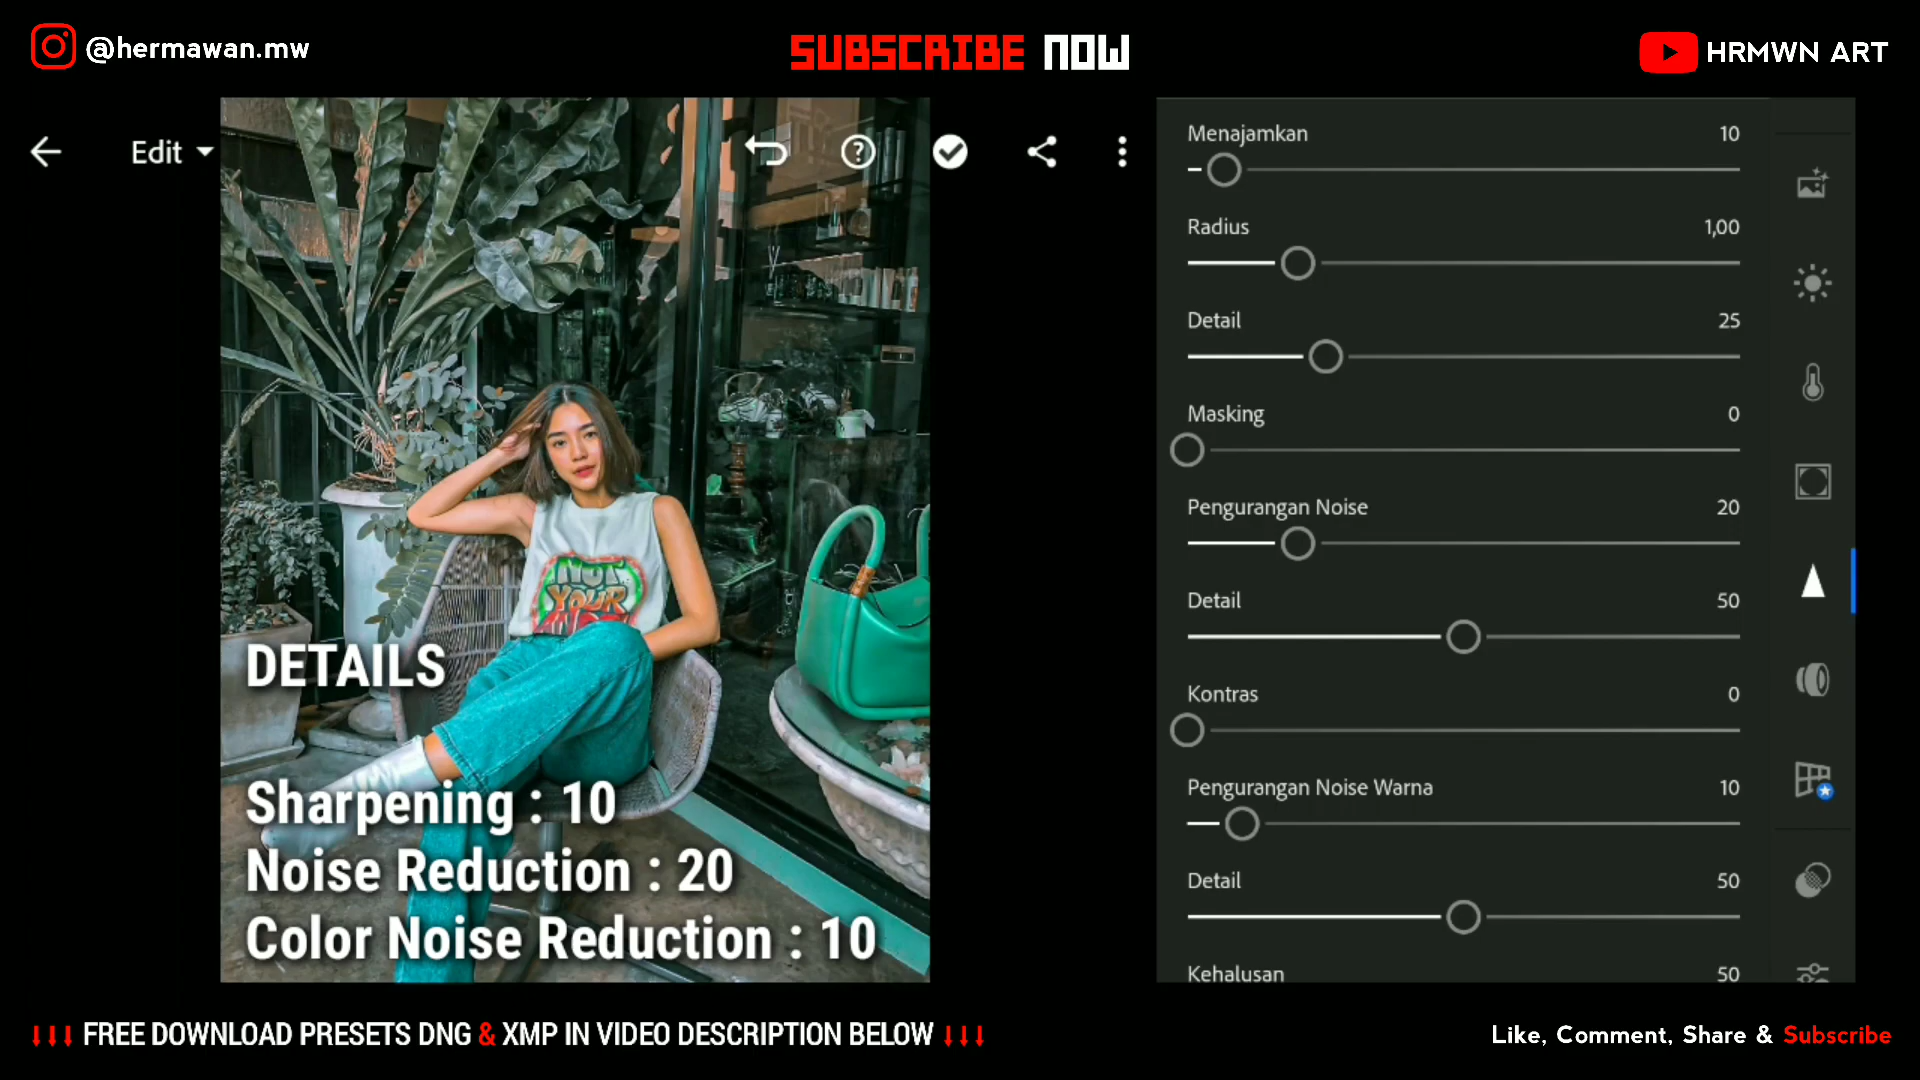 @hermawan.mw
SUBSCRIBE NOW
HRMWN ART
Edit
Menajamkan 10
Radius 1,00
Detail 25
Masking 0
Pengurangan Noise 20
Detail 50
Kontras 0
Pengurangan Noise Warna 10
Detail 50
Kehalusan 50
NOT
YOUR
DETAILS
Sharpening : 10
Noise Reduction : 20
Color Noise Reduction : 10
FREE DOWNLOAD PRESETS DNG & XMP IN VIDEO DESCRIPTION BELOW
Like, Comment, Share & Subscribe